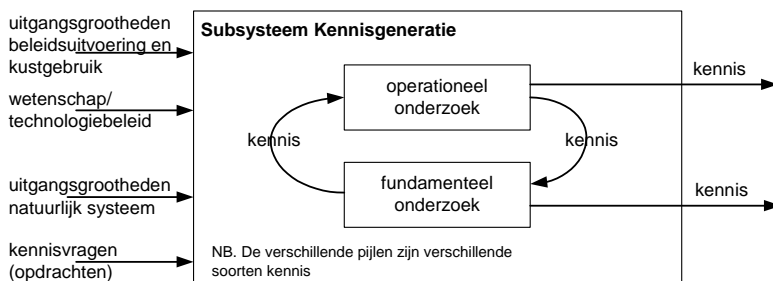 uitgangsgrootheden
beleidsuitvoering en
kustgebruik
wetenschap/
technologiebeleid
uitgangsgrootheden
natuurlijk systeem
kennisvragen
(opdrachten)
Subsysteem Kennisgeneratie
operationeel
onderzoek
kennis
kennis
fundamenteel
onderzoek
NB. De verschillende pijlen zijn verschillende
soorten kennis
kennis
kennis